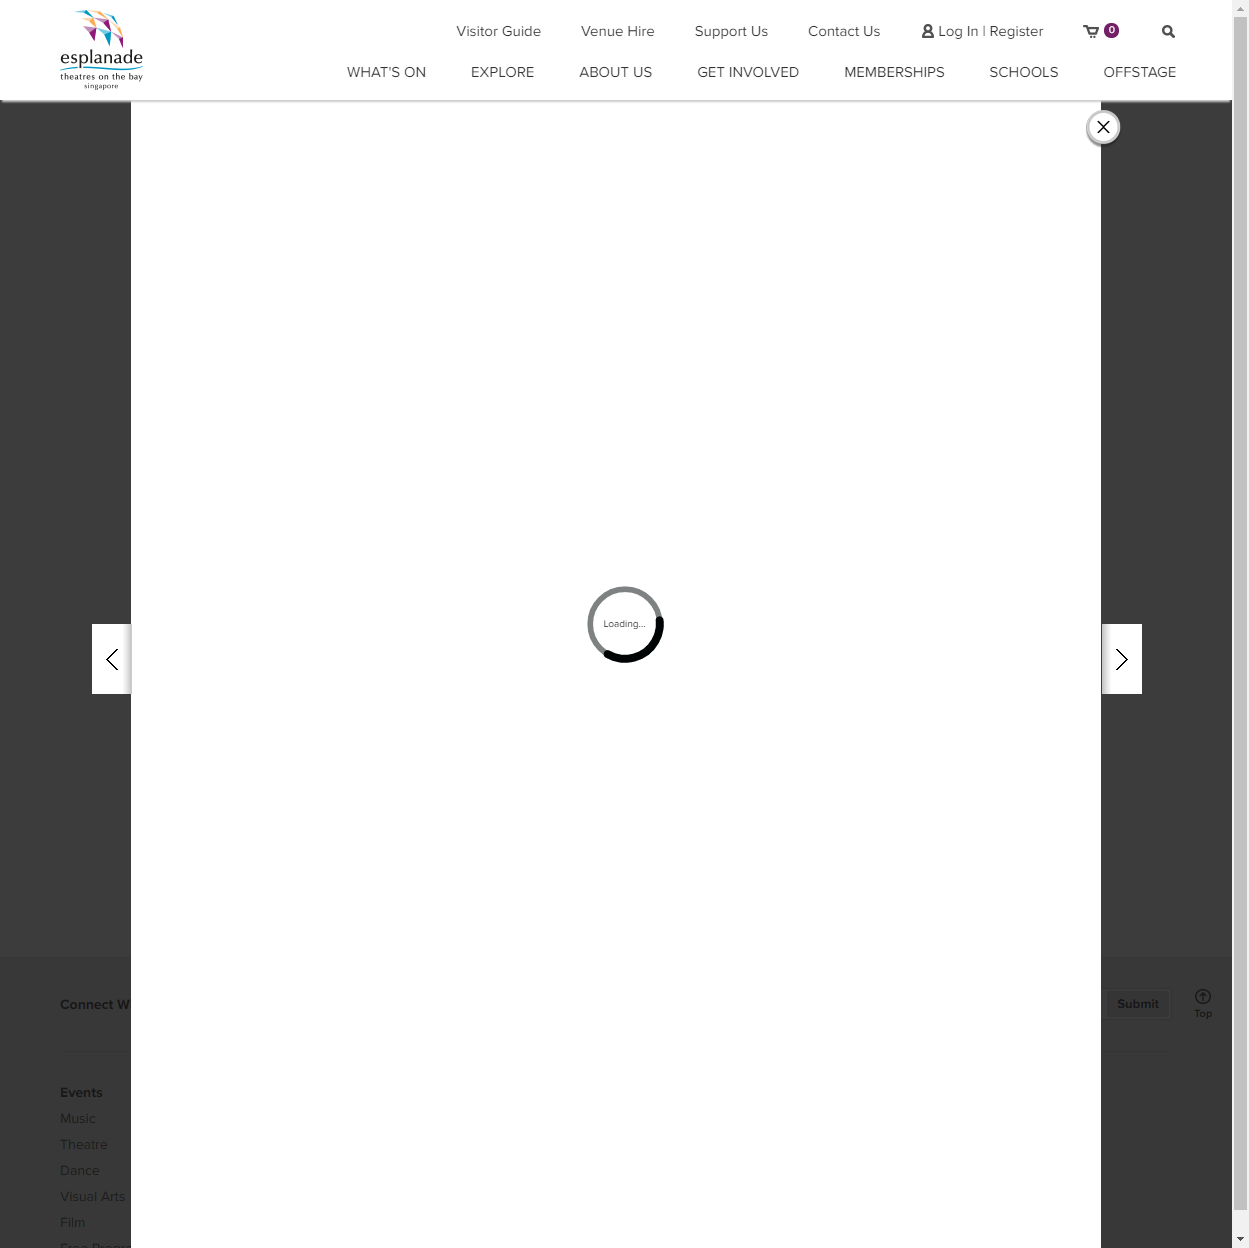 esplanade
theatres on the bay
singapore
Visitor Guide
Venue Hire
Support Us
Contact Us
Log In | Register
0
WHAT'S ON
EXPLORE
ABOUT US
GET INVOLVED
MEMBERSHIPS
SCHOOLS
OFFSTAGE
Loading...
Connect W
Submit
Top
Events
Music
Theatre
Dance
Visual Arts
Film